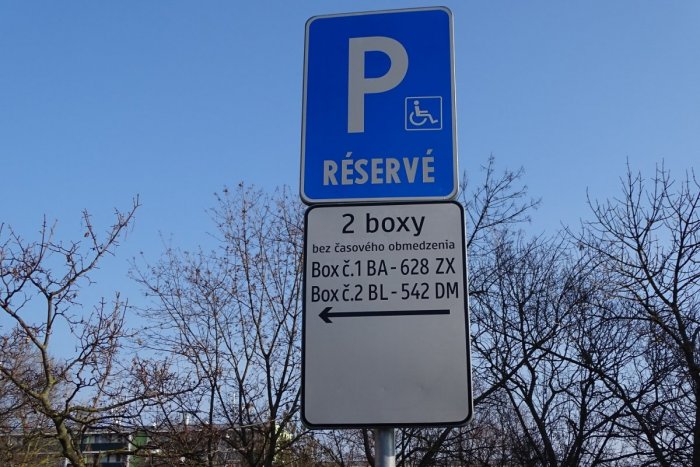 P
RÉSERVÉ
2 boxy
bez časového obmedzenia
Box č.1 BA - 628 ZX
Box č.2 BL - 542 DM